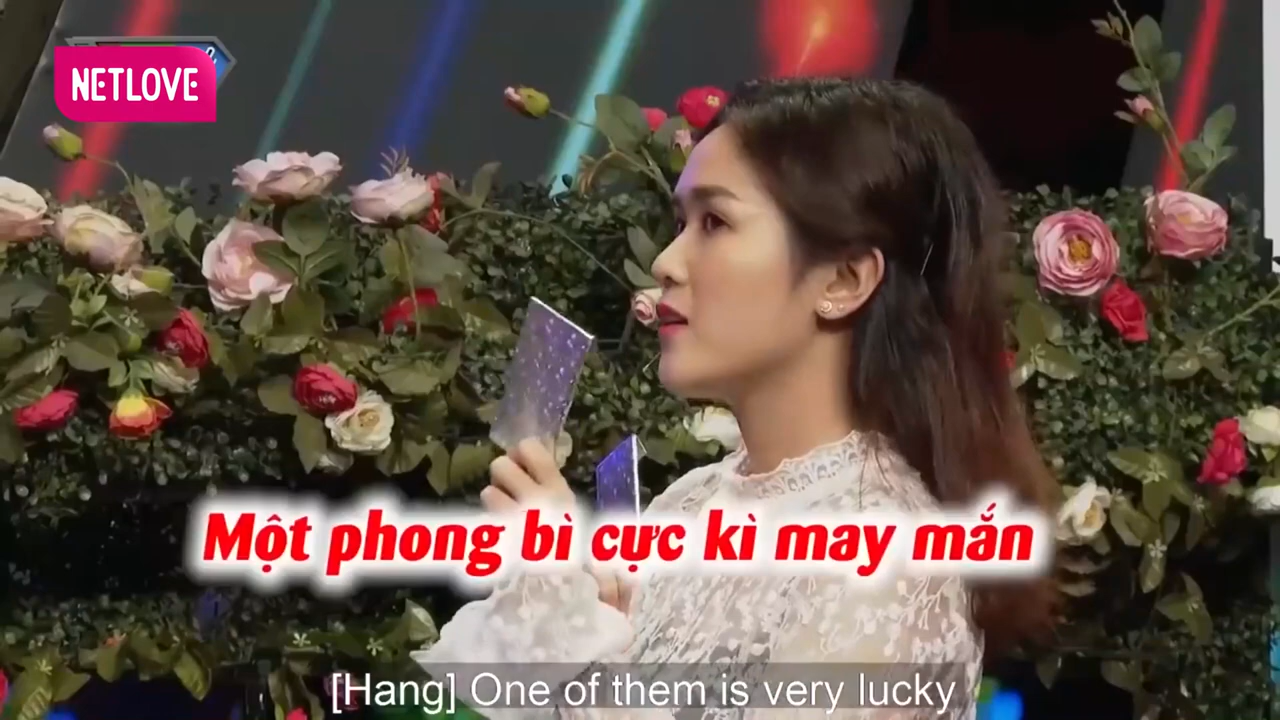 NETLOVE
Một phong bì cực kì may mắn
[Hang] One of them is very lucky